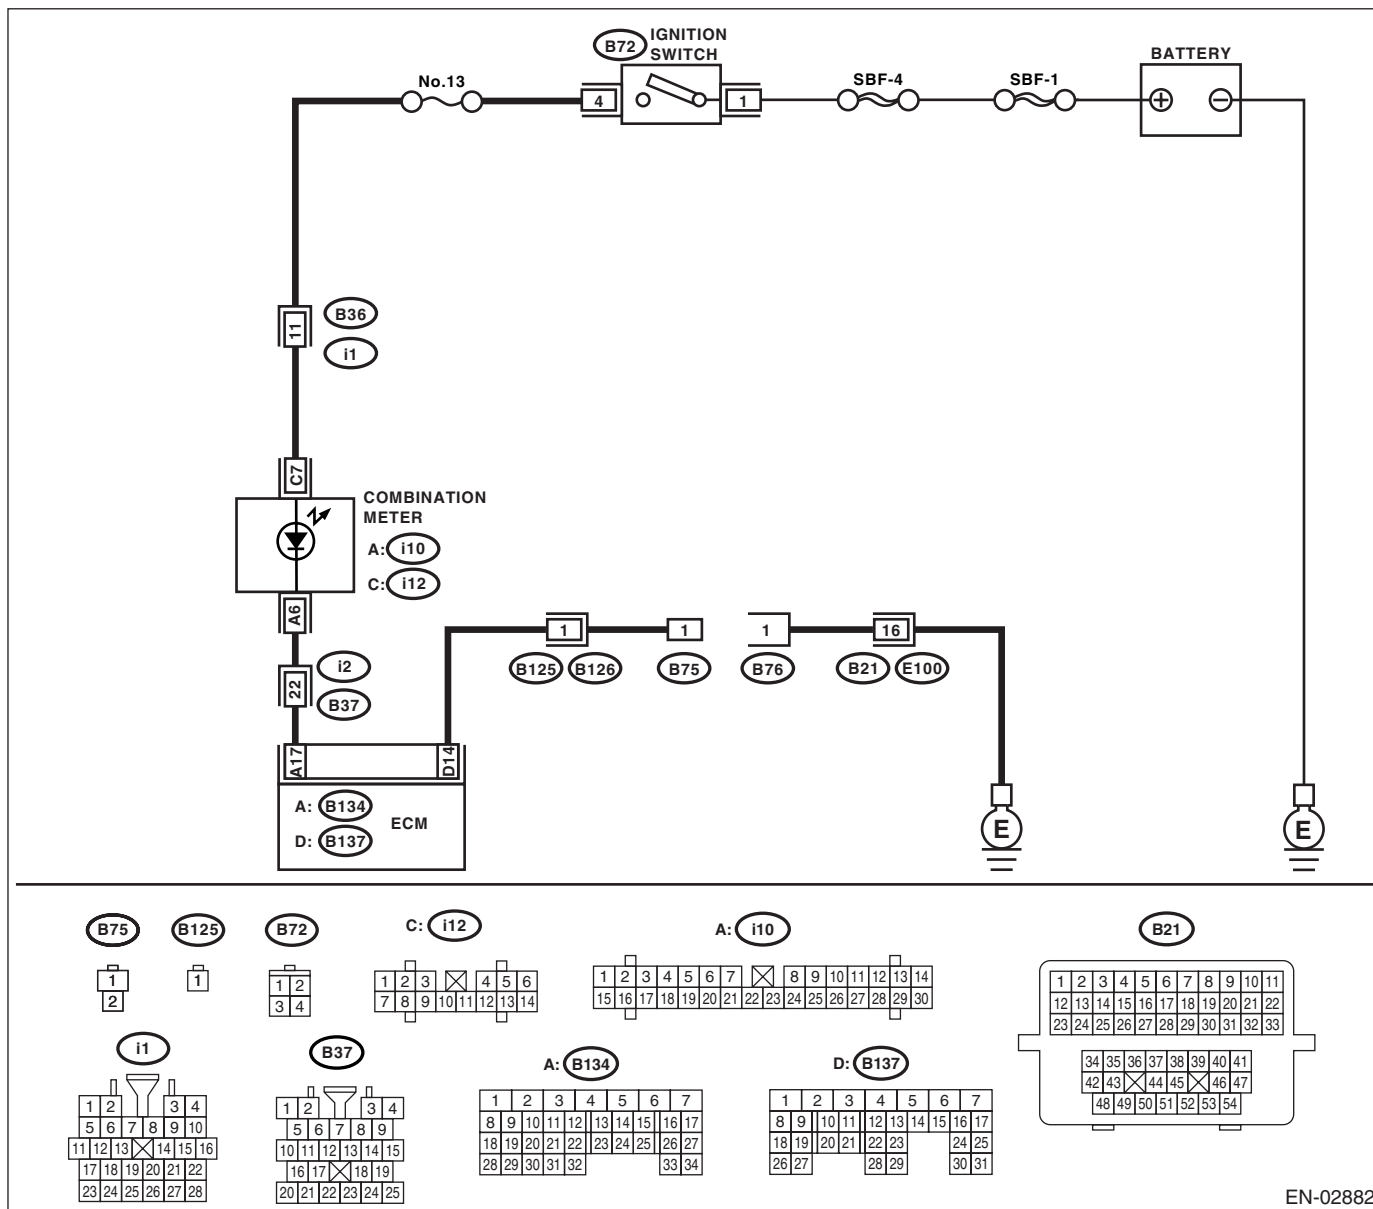 B72 IGNITION
SWITCH
BATTERY
No.13
4
1
SBF-4
SBF-1
11
B36
i1
C7
COMBINATION
METER
A: i10
C: i12
A6
22
i2
B37
1
B125 B126
1
B75
1
B76
16
B21 E100
A17
D14
A: B134
D: B137
ECM
E
E
B75
1
2
B125
1
B72
1 2
3 4
C: i12
1 2 3 4 5 6
7 8 9 10 11 12 13 14
A: i10
1 2 3 4 5 6 7 8 9 10 11 12 13 14
15 16 17 18 19 20 21 22 23 24 25 26 27 28 29 30
B21
1 2 3 4 5 6 7 8 9 10 11
12 13 14 15 16 17 18 19 20 21 22
23 24 25 26 27 28 29 30 31 32 33
34 35 36 37 38 39 40 41
42 43 44 45 46 47
48 49 50 51 52 53 54
i1
1 2 3 4
5 6 7 8 9 10
11 12 13 14 15 16
17 18 19 20 21 22
23 24 25 26 27 28
B37
1 2 3 4
5 6 7 8 9
10 11 12 13 14 15
16 17 18 19
20 21 22 23 24 25
A: B134
1 2 3 4 5 6 7
8 9 10 11 12 13 14 15 16 17
18 19 20 21 22 23 24 25 26 27
28 29 30 31 32 33 34
D: B137
1 2 3 4 5 6 7
8 9 10 11 12 13 14 15 16 17
18 19 20 21 22 23 24 25
26 27 28 29 30 31
EN-02882